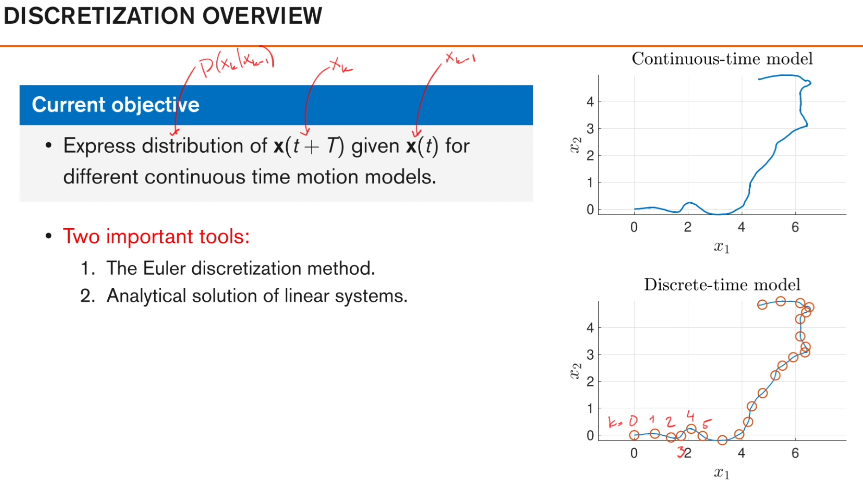 DISCRETIZATION OVERVIEW
p(xₖ|xₖ₋₁)
xₖ
xₖ₋₁
Current objective
• Express distribution of x(t + T) given x(t) for
different continuous time motion models.
• Two important tools:
1. The Euler discretization method.
2. Analytical solution of linear systems.
Continuous-time model
x₂
4
3
2
1
0
0 2 4 6
x₁
Discrete-time model
x₂
4
3
2
1
0
k= 0 1 2 3 4 5
0 2 4 6
x₁